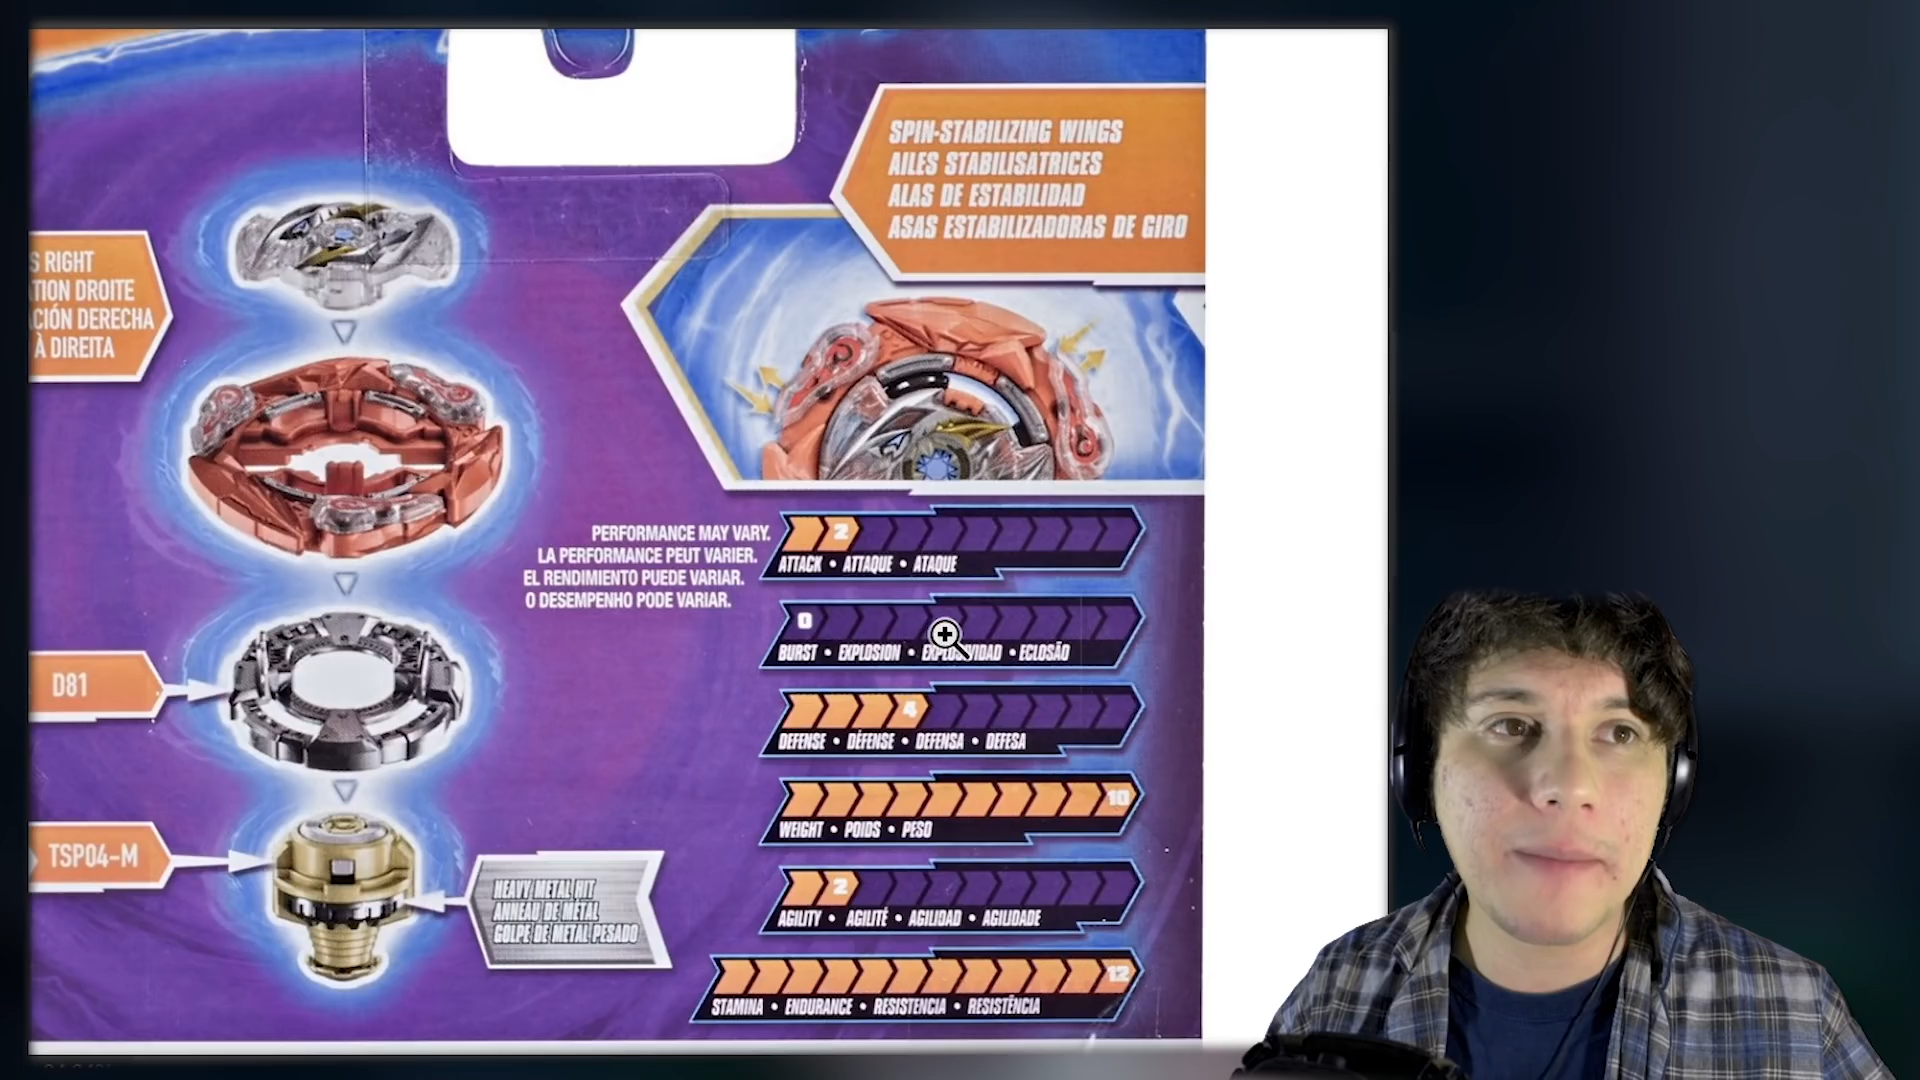 SPIN-STABILIZING WINGS
AILES STABILISATRICES
ALAS DE ESTABILIDAD
ASAS ESTABILIZADORAS DE GIRO
S RIGHT
TION DROITE
CIÓN DERECHA
À DIREITA
PERFORMANCE MAY VARY.
LA PERFORMANCE PEUT VARIER.
EL RENDIMIENTO PUEDE VARIAR.
O DESEMPENHO PODE VARIAR.
2
ATTACK • ATTAQUE • ATAQUE
0
BURST • EXPLOSION • EXPLOSIVIDAD • ECLOSÃO
D81
4
DEFENSE • DÉFENSE • DEFENSA • DEFESA
10
WEIGHT • POIDS • PESO
TSP04-M
HEAVY METAL HIT
ANNEAU DE MÉTAL
GOLPE DE METAL PESADO
2
AGILITY • AGILITÉ • AGILIDAD • AGILIDADE
12
STAMINA • ENDURANCE • RESISTENCIA • RESISTÊNCIA